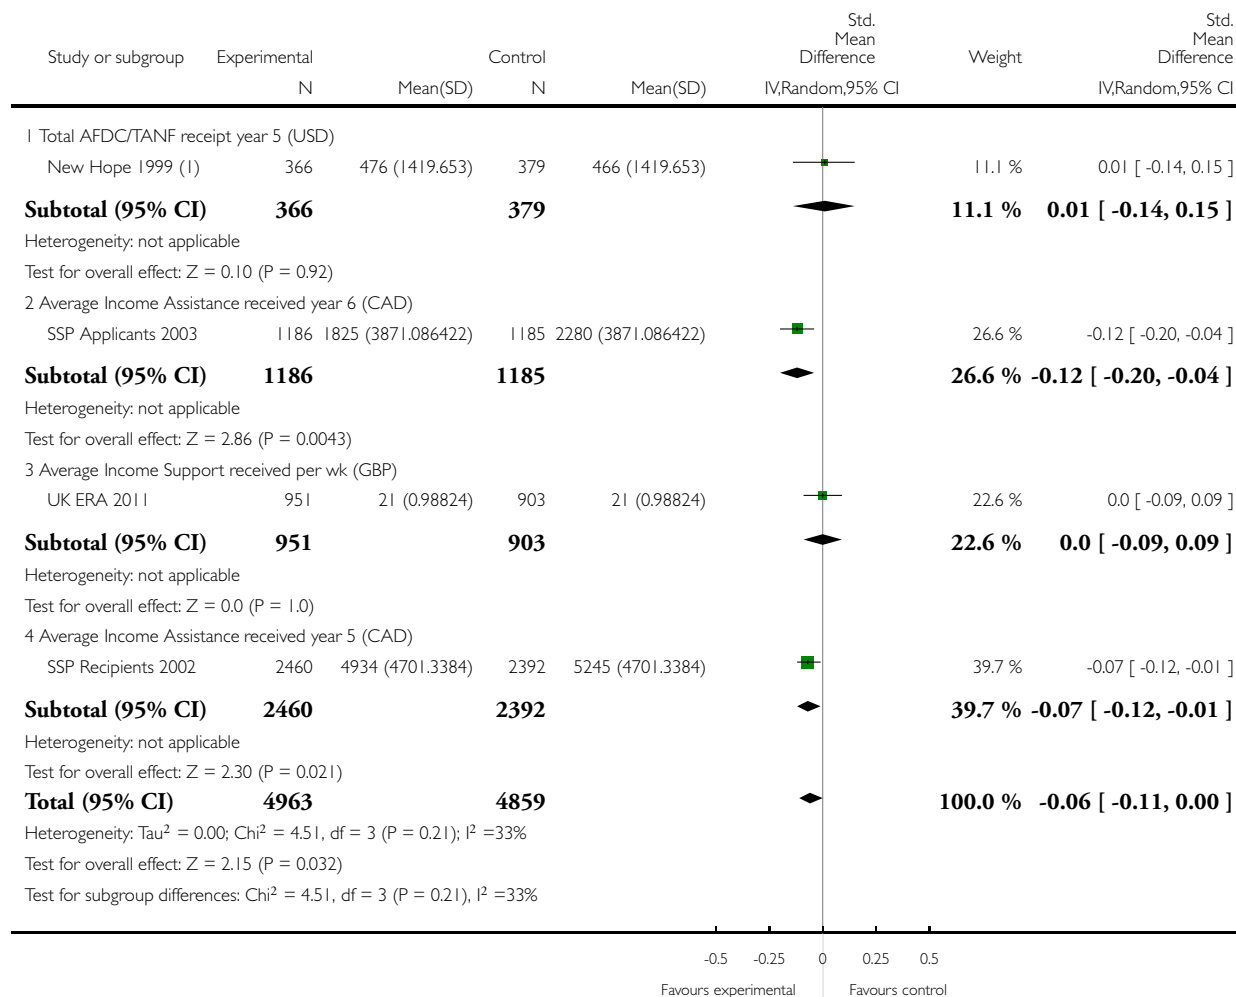 Study or subgroup Experimental Control Std. Mean Difference Weight Std. Mean Difference
N Mean(SD) N Mean(SD) IV,Random,95% CI IV,Random,95% CI
1 Total AFDC/TANF receipt year 5 (USD)
New Hope 1999 (1) 366 476 (1419.653) 379 466 (1419.653) 11.1 % 0.01 [ -0.14, 0.15 ]
Subtotal (95% CI) 366 379 11.1 % 0.01 [ -0.14, 0.15 ]
Heterogeneity: not applicable
Test for overall effect: Z = 0.10 (P = 0.92)
2 Average Income Assistance received year 6 (CAD)
SSP Applicants 2003 1186 1825 (3871.086422) 1185 2280 (3871.086422) 26.6 % -0.12 [ -0.20, -0.04 ]
Subtotal (95% CI) 1186 1185 26.6 % -0.12 [ -0.20, -0.04 ]
Heterogeneity: not applicable
Test for overall effect: Z = 2.86 (P = 0.0043)
3 Average Income Support received per wk (GBP)
UK ERA 2011 951 21 (0.98824) 903 21 (0.98824) 22.6 % 0.0 [ -0.09, 0.09 ]
Subtotal (95% CI) 951 903 22.6 % 0.0 [ -0.09, 0.09 ]
Heterogeneity: not applicable
Test for overall effect: Z = 0.0 (P = 1.0)
4 Average Income Assistance received year 5 (CAD)
SSP Recipients 2002 2460 4934 (4701.3384) 2392 5245 (4701.3384) 39.7 % -0.07 [ -0.12, -0.01 ]
Subtotal (95% CI) 2460 2392 39.7 % -0.07 [ -0.12, -0.01 ]
Heterogeneity: not applicable
Test for overall effect: Z = 2.30 (P = 0.021)
Total (95% CI) 4963 4859 100.0 % -0.06 [ -0.11, 0.00 ]
Heterogeneity: Tau² = 0.00; Chi² = 4.51, df = 3 (P = 0.21); I² =33%
Test for overall effect: Z = 2.15 (P = 0.032)
Test for subgroup differences: Chi² = 4.51, df = 3 (P = 0.21), I² =33%
-0.5 -0.25 0 0.25 0.5
Favours experimental Favours control